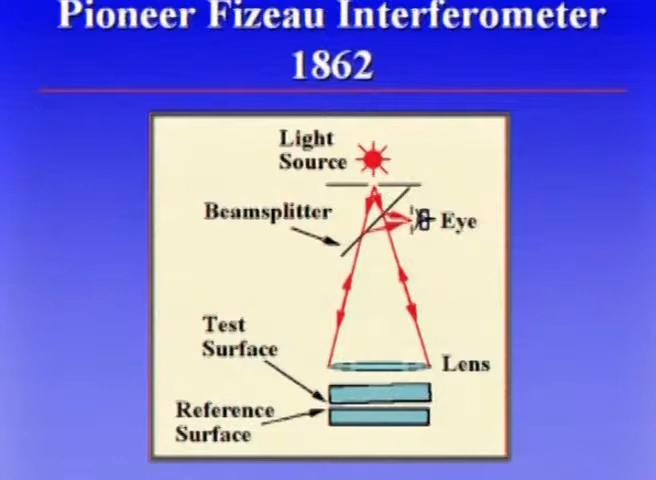 Pioneer Fizeau Interferometer
1862
Light
Source
Beamsplitter
Eye
Test
Surface
Lens
Reference
Surface